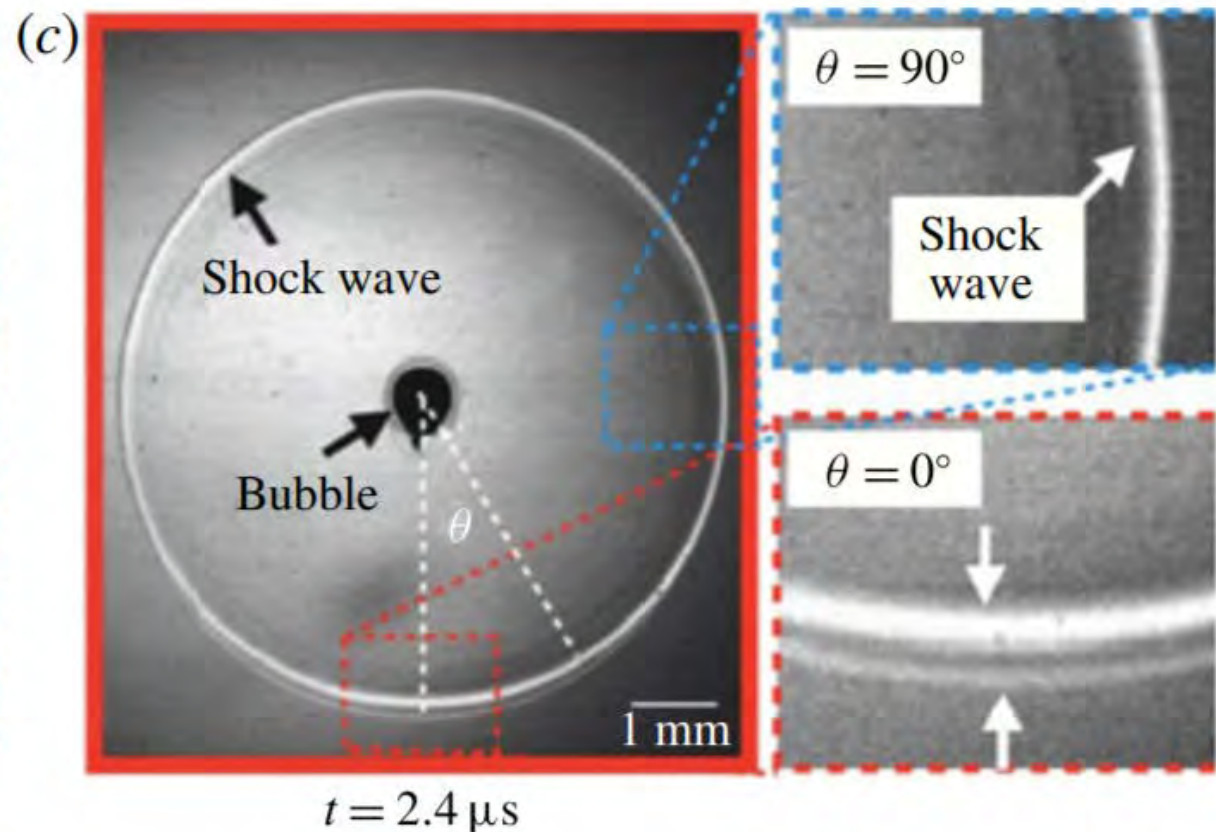 (c)
Shock wave
Bubble
θ
1 mm
t = 2.4 μs
θ = 90°
Shock
wave
θ = 0°